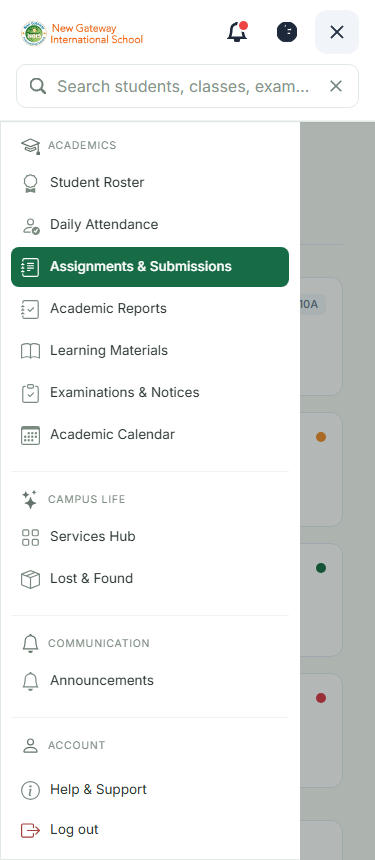 New Gateway
International School
Search students, classes, exam...
ACADEMICS
Student Roster
Daily Attendance
Assignments & Submissions
10A
Academic Reports
Learning Materials
Examinations & Notices
Academic Calendar
CAMPUS LIFE
Services Hub
Lost & Found
COMMUNICATION
Announcements
ACCOUNT
Help & Support
Log out